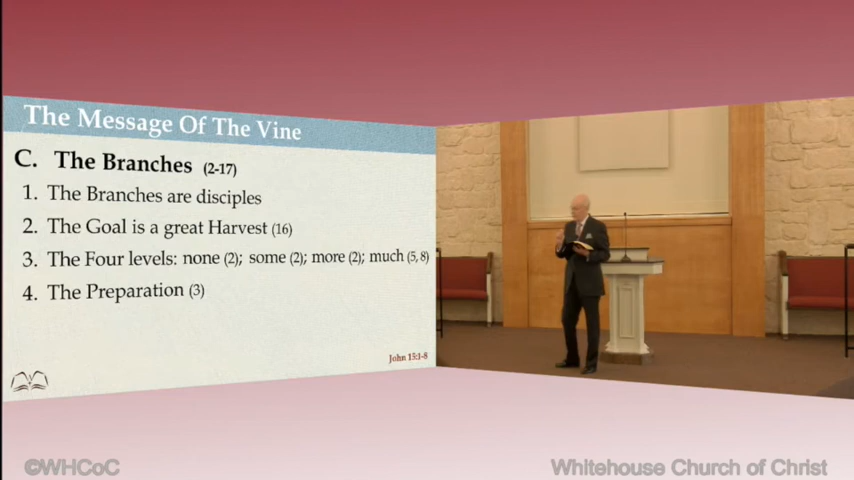 The Message Of The Vine
C. The Branches (2-17)
1. The Branches are disciples
2. The Goal is a great Harvest (16)
3. The Four levels: none (2); some (2); more (2); much (5, 8)
4. The Preparation (3)
John 15:1-8
©WHCoC
Whitehouse Church of Christ